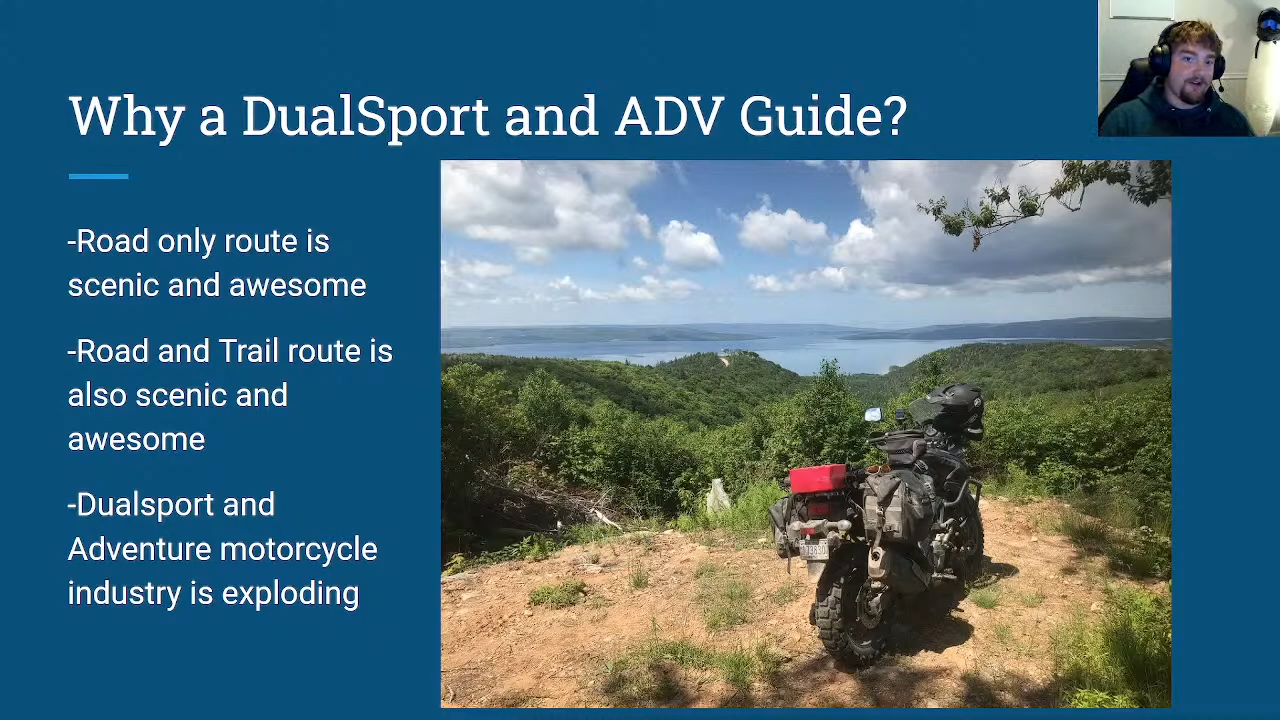 Why a DualSport and ADV Guide?
-Road only route is
scenic and awesome
-Road and Trail route is
also scenic and
awesome
-Dualsport and
Adventure motorcycle
industry is exploding